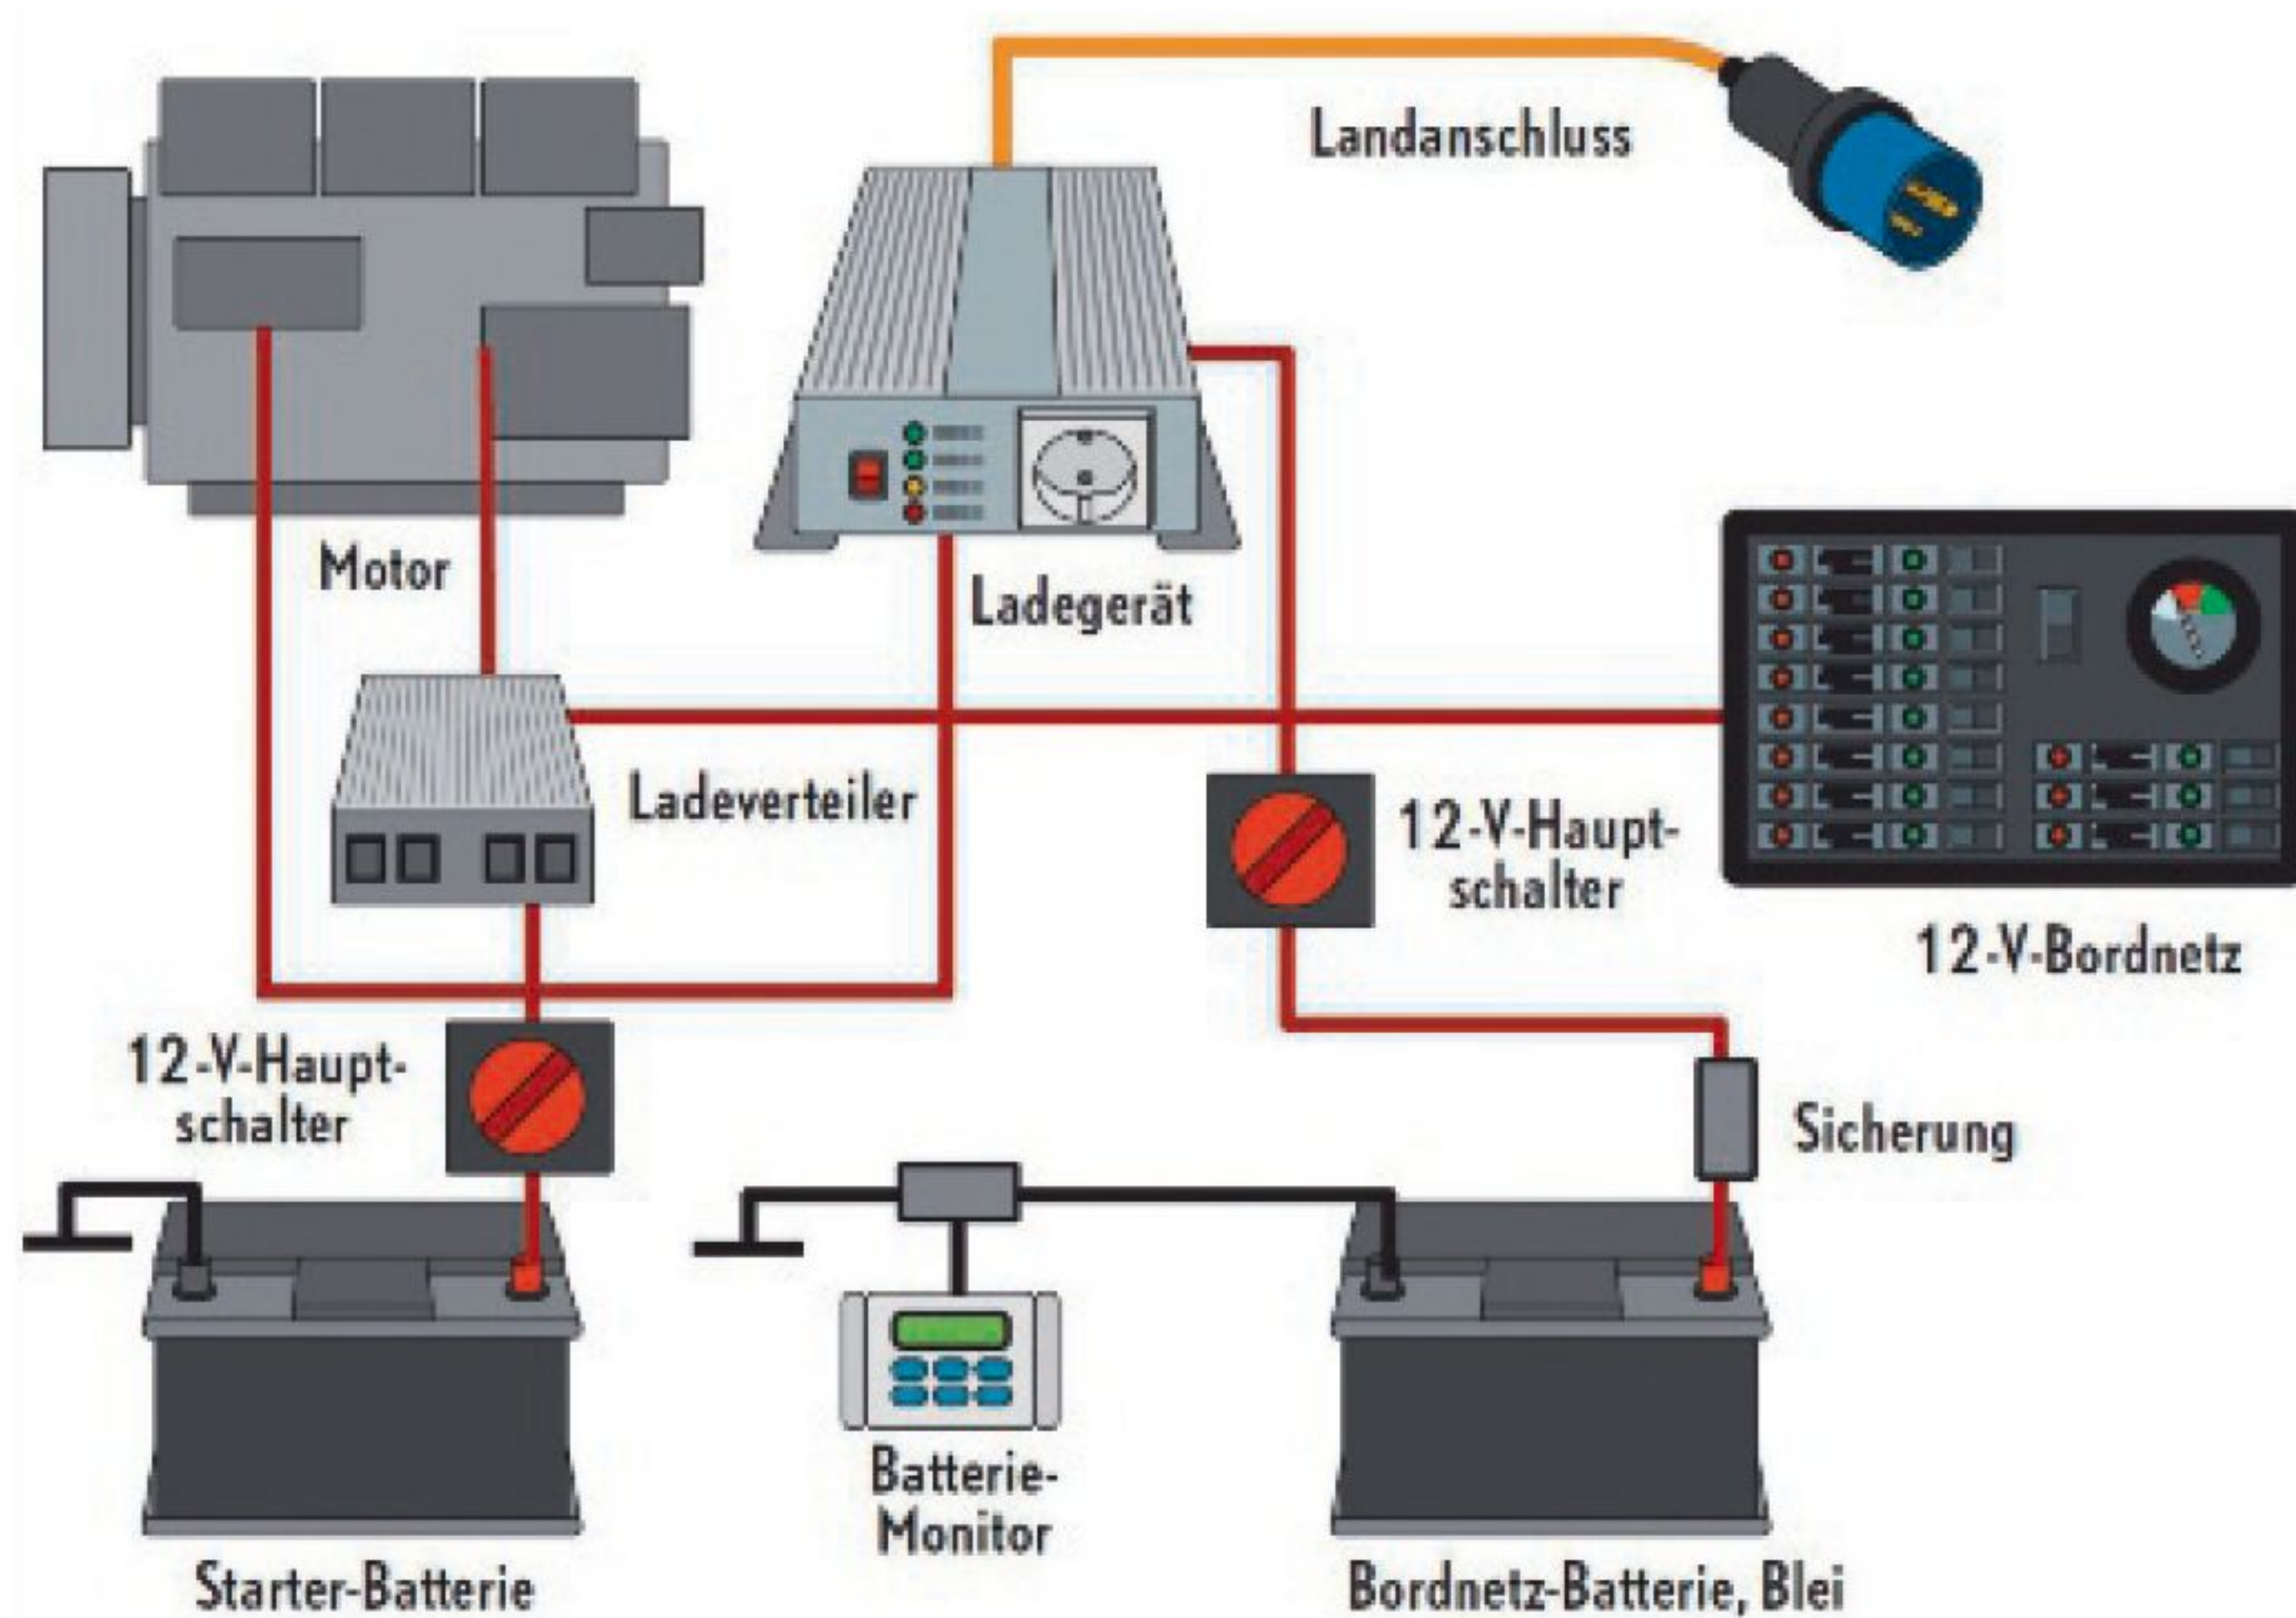 Landanschluss
Motor
Ladegerät
Ladeverteiler
12-V-Haupt-
schalter
12-V-Bordnetz
12-V-Haupt-
schalter
Sicherung
Batterie-
Monitor
Starter-Batterie
Bordnetz-Batterie, Blei